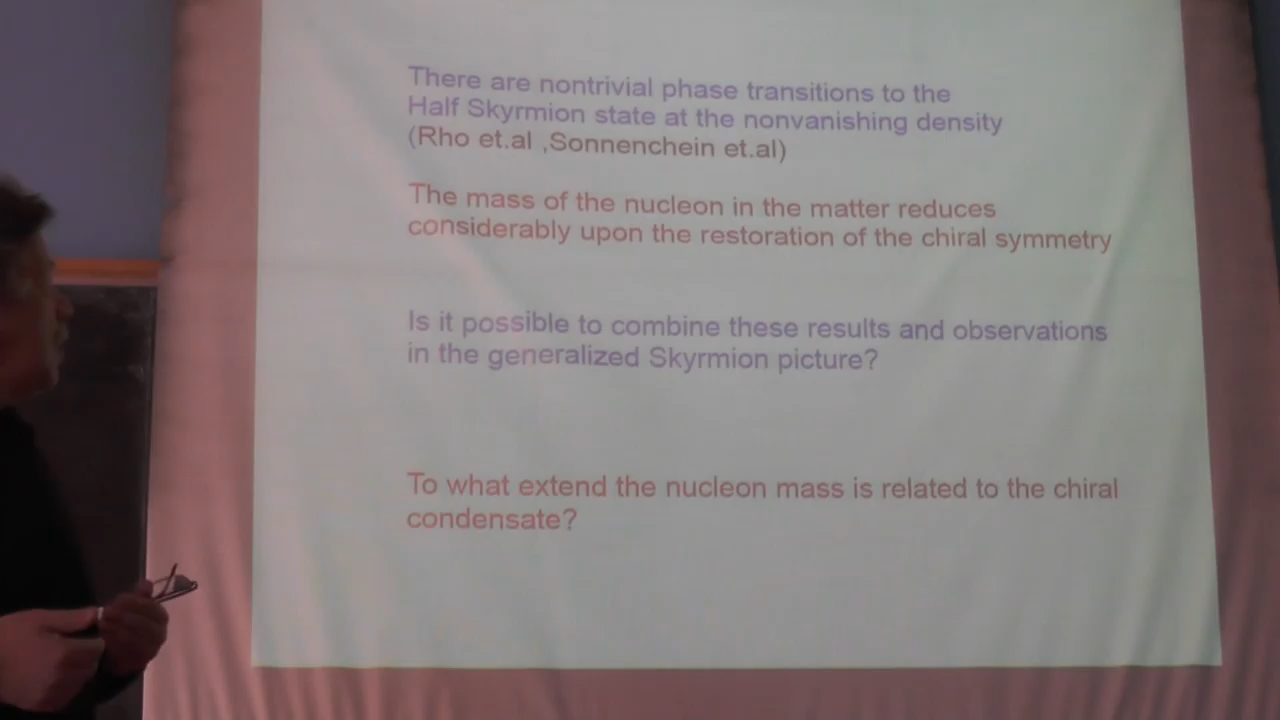 There are nontrivial phase transitions to the
Half Skyrmion state at the nonvanishing density
(Rho et.al ,Sonnenchein et.al)
The mass of the nucleon in the matter reduces
considerably upon the restoration of the chiral symmetry
Is it possible to combine these results and observations
in the generalized Skyrmion picture?
To what extend the nucleon mass is related to the chiral
condensate?